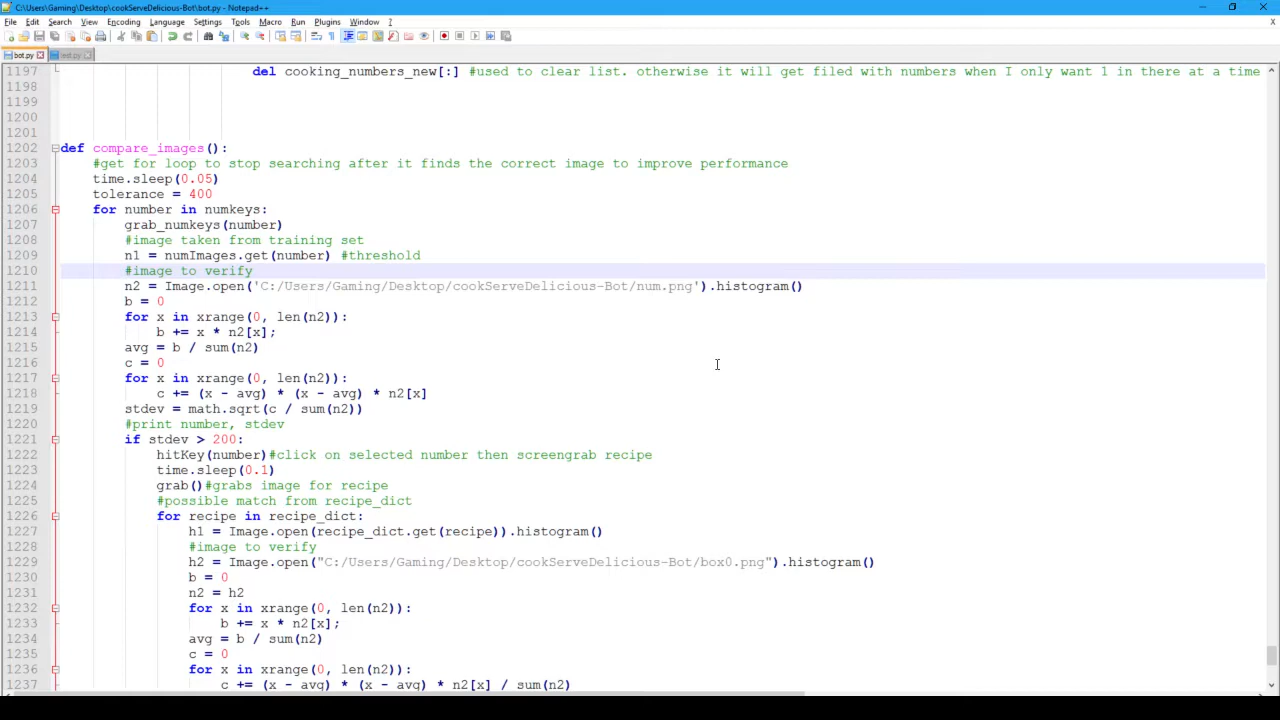 C:\Users\Gaming\Desktop\cookServeDelicious-Bot\bot.py - Notepad++
File Edit Search View Encoding Language Settings Tools Macro Run Plugins Window ?
bot.py test.py
1197 del cooking_numbers_new[:] #used to clear list. otherwise it will get filed with numbers when I only want 1 in there at a time
1198
1199
1200
1201
1202 def compare_images():
1203 #get for loop to stop searching after it finds the correct image to improve performance
1204 time.sleep(0.05)
1205 tolerance = 400
1206 for number in numkeys:
1207 grab_numkeys(number)
1208 #image taken from training set
1209 n1 = numImages.get(number) #threshold
1210 #image to verify
1211 n2 = Image.open('C:/Users/Gaming/Desktop/cookServeDelicious-Bot/num.png').histogram()
1212 b = 0
1213 for x in xrange(0, len(n2)):
1214 b += x * n2[x];
1215 avg = b / sum(n2)
1216 c = 0
1217 for x in xrange(0, len(n2)):
1218 c += (x - avg) * (x - avg) * n2[x]
1219 stdev = math.sqrt(c / sum(n2))
1220 #print number, stdev
1221 if stdev > 200:
1222 hitKey(number)#click on selected number then screengrab recipe
1223 time.sleep(0.1)
1224 grab()#grabs image for recipe
1225 #possible match from recipe_dict
1226 for recipe in recipe_dict:
1227 h1 = Image.open(recipe_dict.get(recipe)).histogram()
1228 #image to verify
1229 h2 = Image.open("C:/Users/Gaming/Desktop/cookServeDelicious-Bot/box0.png").histogram()
1230 b = 0
1231 n2 = h2
1232 for x in xrange(0, len(n2)):
1233 b += x * n2[x];
1234 avg = b / sum(n2)
1235 c = 0
1236 for x in xrange(0, len(n2)):
1237 c += (x - avg) * (x - avg) * n2[x] / sum(n2)